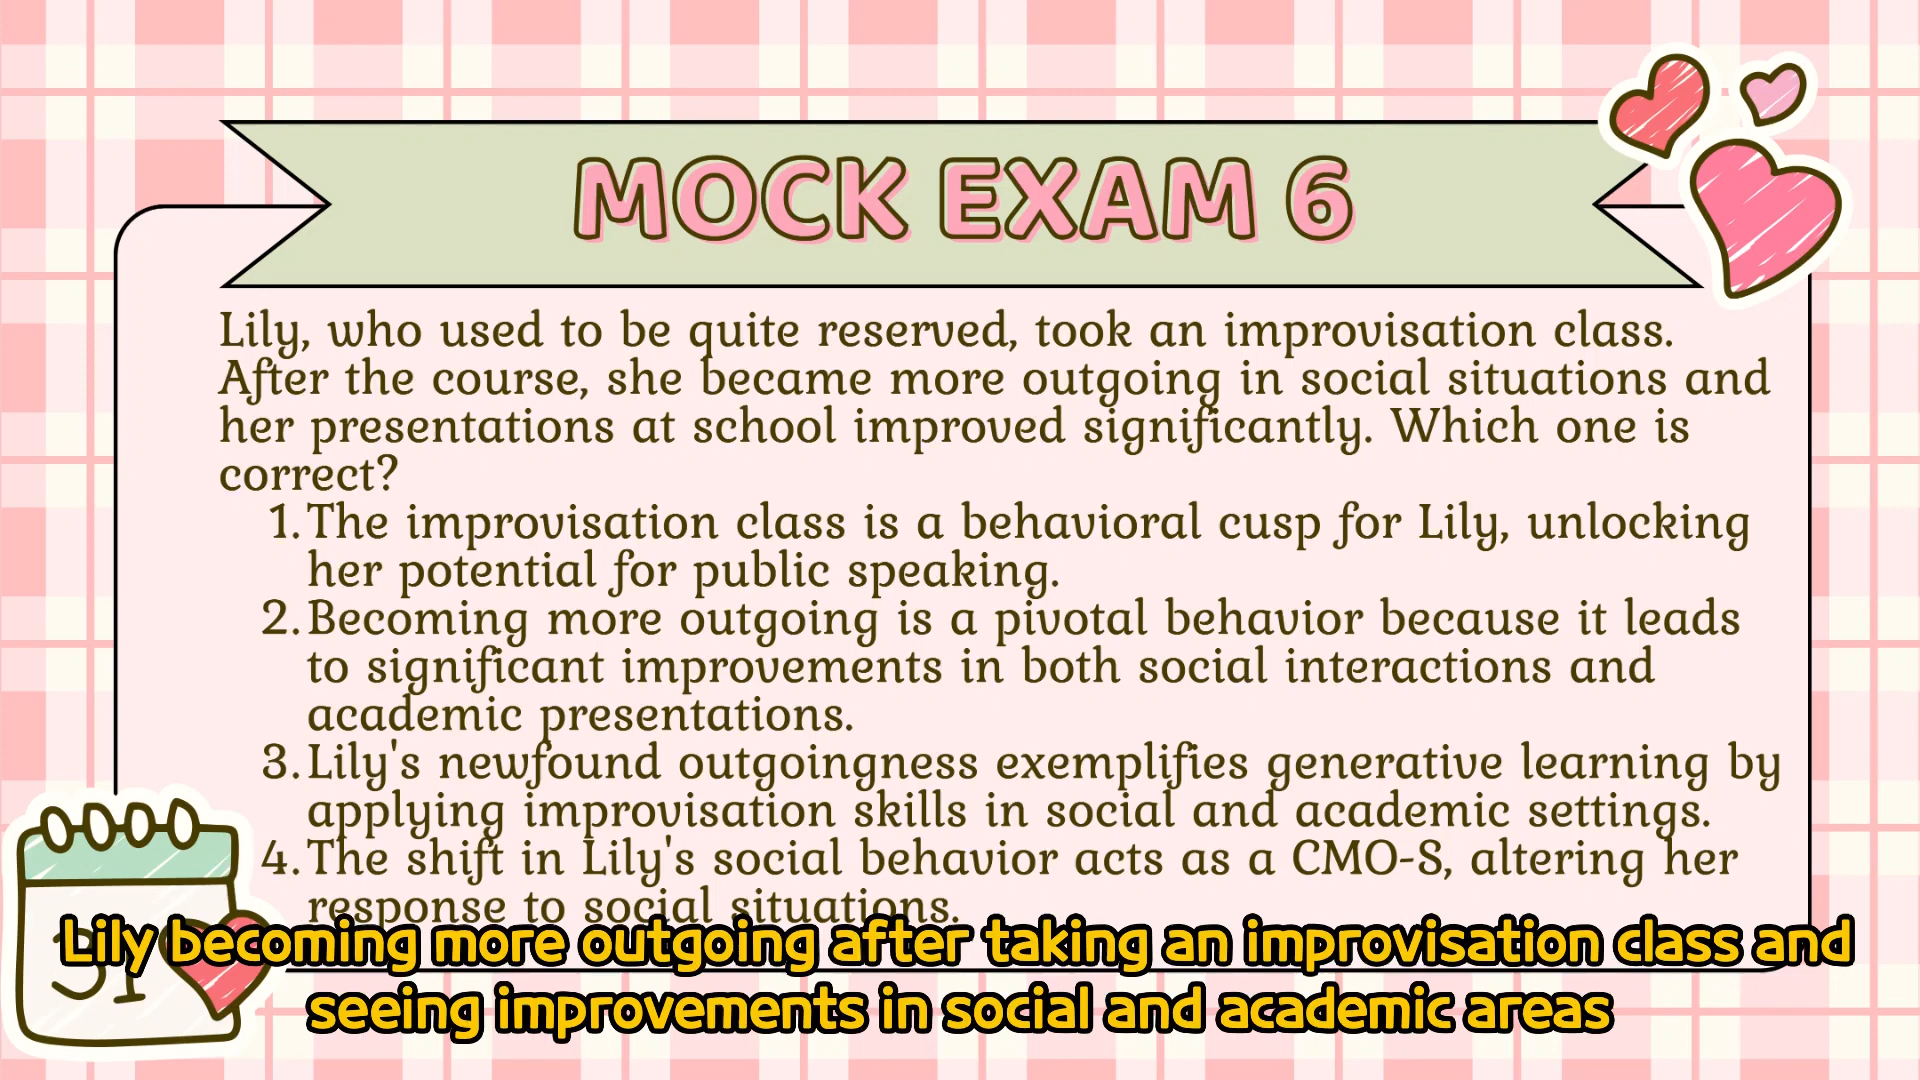 MOCK EXAM 6
Lily, who used to be quite reserved, took an improvisation class.
After the course, she became more outgoing in social situations and
her presentations at school improved significantly. Which one is
correct?
1. The improvisation class is a behavioral cusp for Lily, unlocking
her potential for public speaking.
2. Becoming more outgoing is a pivotal behavior because it leads
to significant improvements in both social interactions and
academic presentations.
3. Lily's newfound outgoingness exemplifies generative learning by
applying improvisation skills in social and academic settings.
4. The shift in Lily's social behavior acts as a CMO-S, altering her
response to social situations.
31
Lily becoming more outgoing after taking an improvisation class and
seeing improvements in social and academic areas